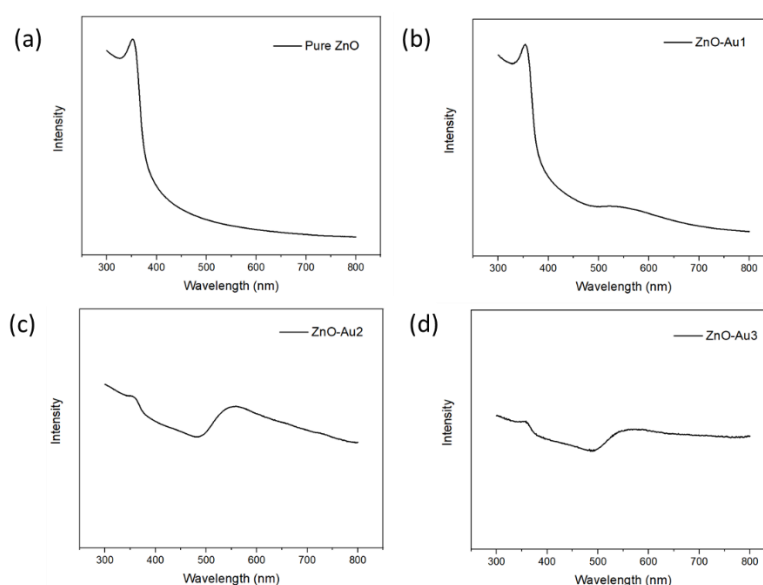 (a)
Pure ZnO
Intensity
300 400 500 600 700 800
Wavelength (nm)
(b)
ZnO-Au1
Intensity
300 400 500 600 700 800
Wavelength (nm)
(c)
ZnO-Au2
Intensity
300 400 500 600 700 800
Wavelength (nm)
(d)
ZnO-Au3
Intensity
300 400 500 600 700 800
Wavelength (nm)